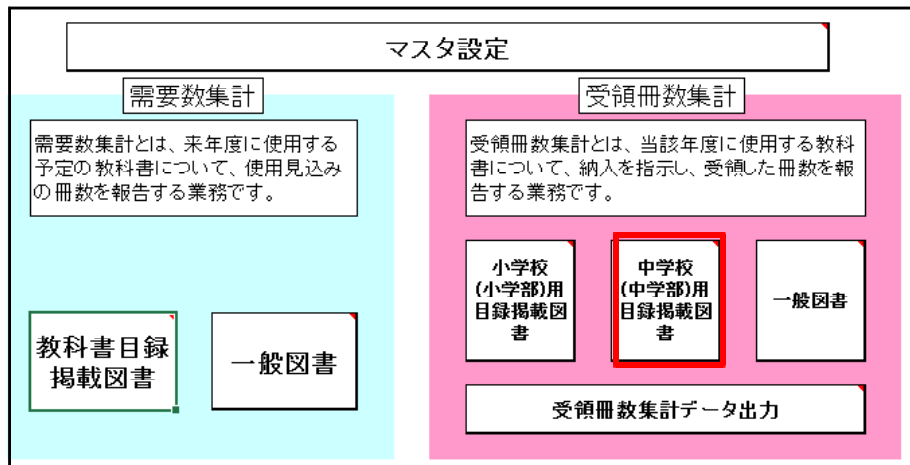 マスタ設定
需要数集計
需要数集計とは、来年度に使用する
予定の教科書について、使用見込み
の冊数を報告する業務です。
教科書目録
掲載図書
一般図書
受領冊数集計
受領冊数集計とは、当該年度に使用する教科
書について、納入を指示し、受領した冊数を報
告する業務です。
小学校
(小学部)用
目録掲載図
書
中学校
(中学部)用
目録掲載図
書
一般図書
受領冊数集計データ出力